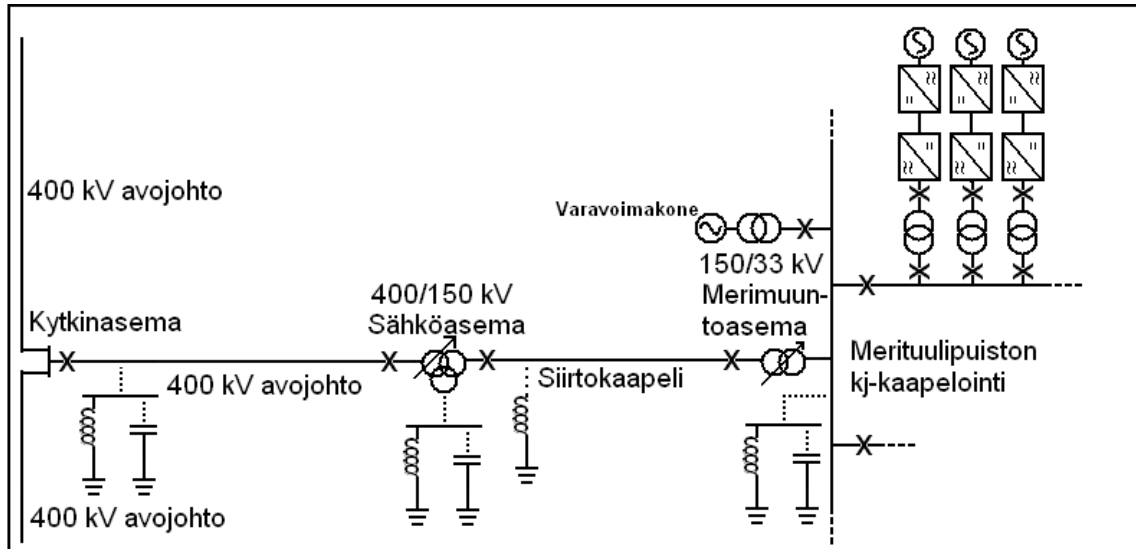 400 kV avojohto
Varavoimakone
150/33 kV
Merimuun-
toasema
400/150 kV
Sähköasema
Kytkinasema
400 kV avojohto
Siirtokaapeli
Merituulipuiston
kj-kaapelointi
400 kV avojohto